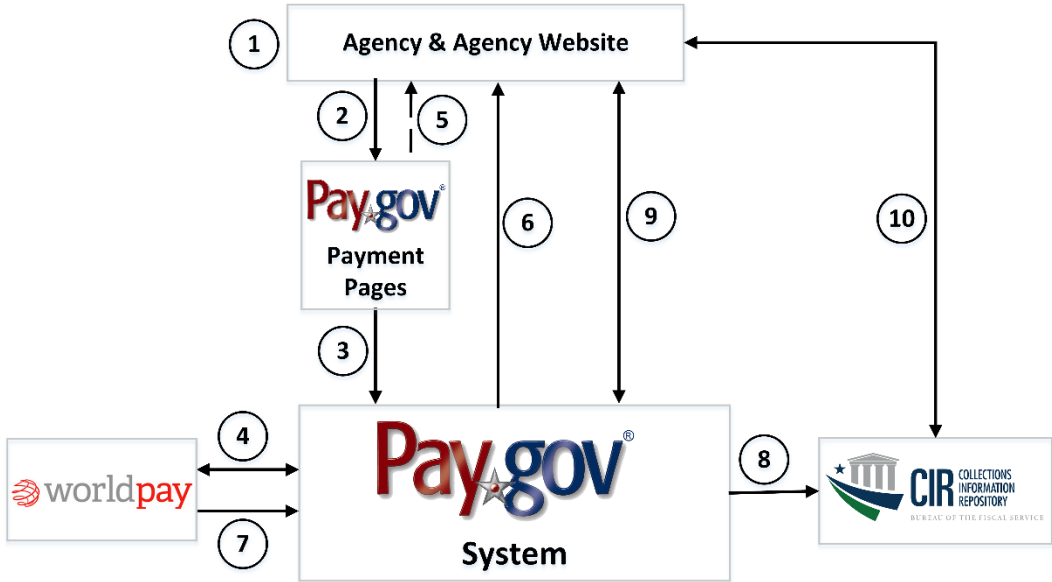 1
Agency & Agency Website
2
5
Pay.gov®
Payment
Pages
6
9
10
3
4
worldpay
7
Pay.gov®
System
8
CIR COLLECTIONS
INFORMATION
REPOSITORY
BUREAU OF THE FISCAL SERVICE